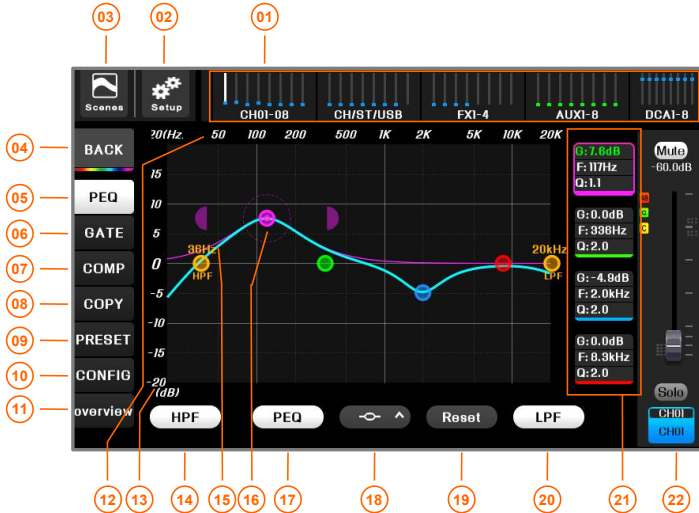 03 02 01
Scenes Setup
CH01-08 CH/ST/USB FX1-4 AUX1-8 DCA1-8
20(Hz. 50 100 200 500 1K 2K 5K 10K 20K
04 BACK
05 PEQ
06 GATE
07 COMP
08 COPY
09 PRESET
10 CONFIG
11 overview
15
10
5
0
-5
-10
-15
-20
(dB)
36Hz
HPF
20kHz
LPF
G:7.6dB
F:117Hz
Q:1.1
G:0.0dB
F:336Hz
Q:2.0
G:-4.9dB
F:2.0kHz
Q:2.0
G:0.0dB
F:8.3kHz
Q:2.0
Mute
-60.0dB
G
C
Solo
CH01
CH01
HPF PEQ Reset LPF
12 13 14 15 16 17 18 19 20 21 22